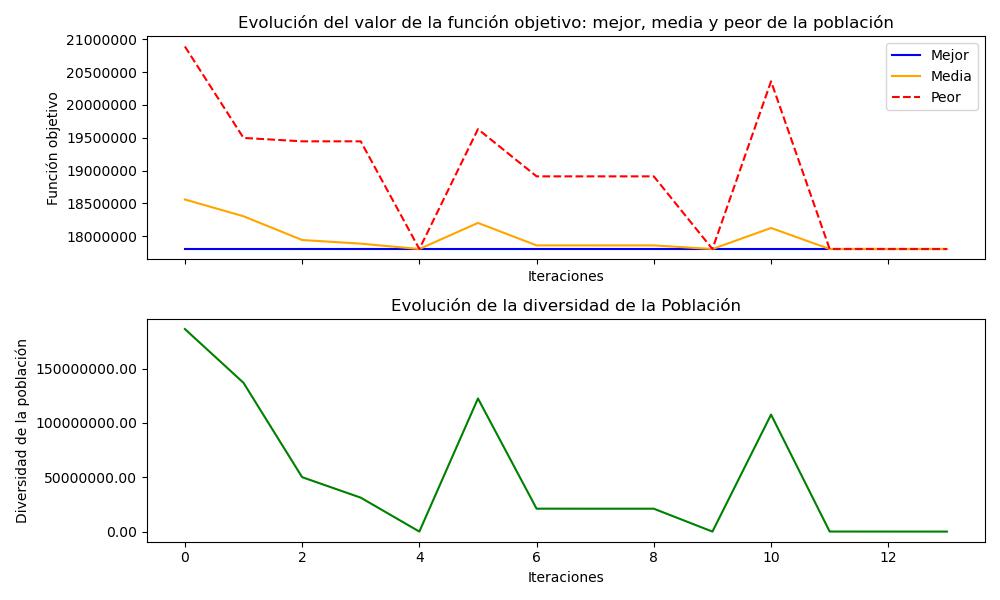 Evolución del valor de la función objetivo: mejor, media y peor de la población
21000000
20500000
20000000
19500000
19000000
18500000
18000000
Función objetivo
Mejor
Media
Peor
Iteraciones
Evolución de la diversidad de la Población
150000000.00
100000000.00
50000000.00
0.00
Diversidad de la población
0 2 4 6 8 10 12
Iteraciones